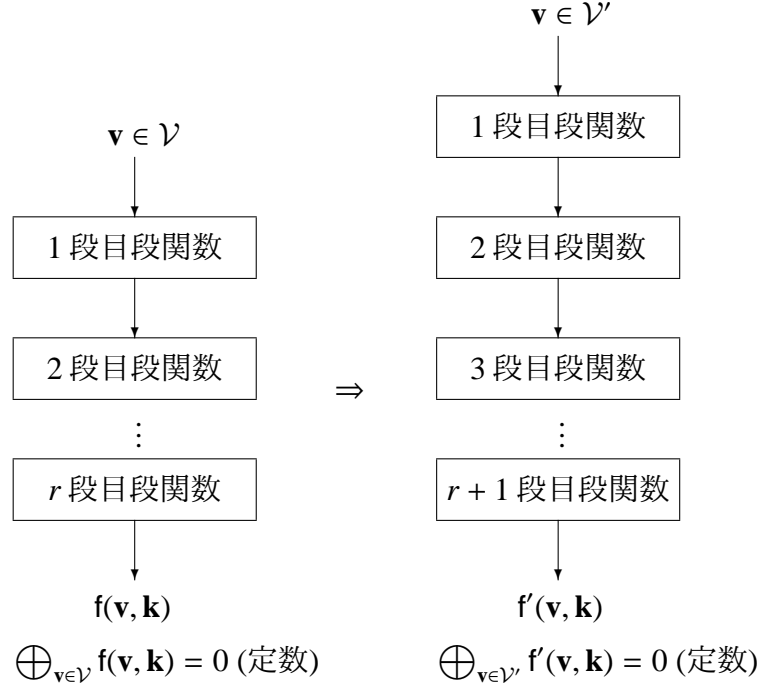 v ∈ 𝒱
1 段目段関数
2 段目段関数
⋮
r 段目段関数
f(v, k)
⨁_{v∈𝒱} f(v, k) = 0 (定数)
⇒
v ∈ 𝒱′
1 段目段関数
2 段目段関数
3 段目段関数
⋮
r + 1 段目段関数
f′(v, k)
⨁_{v∈𝒱′} f′(v, k) = 0 (定数)